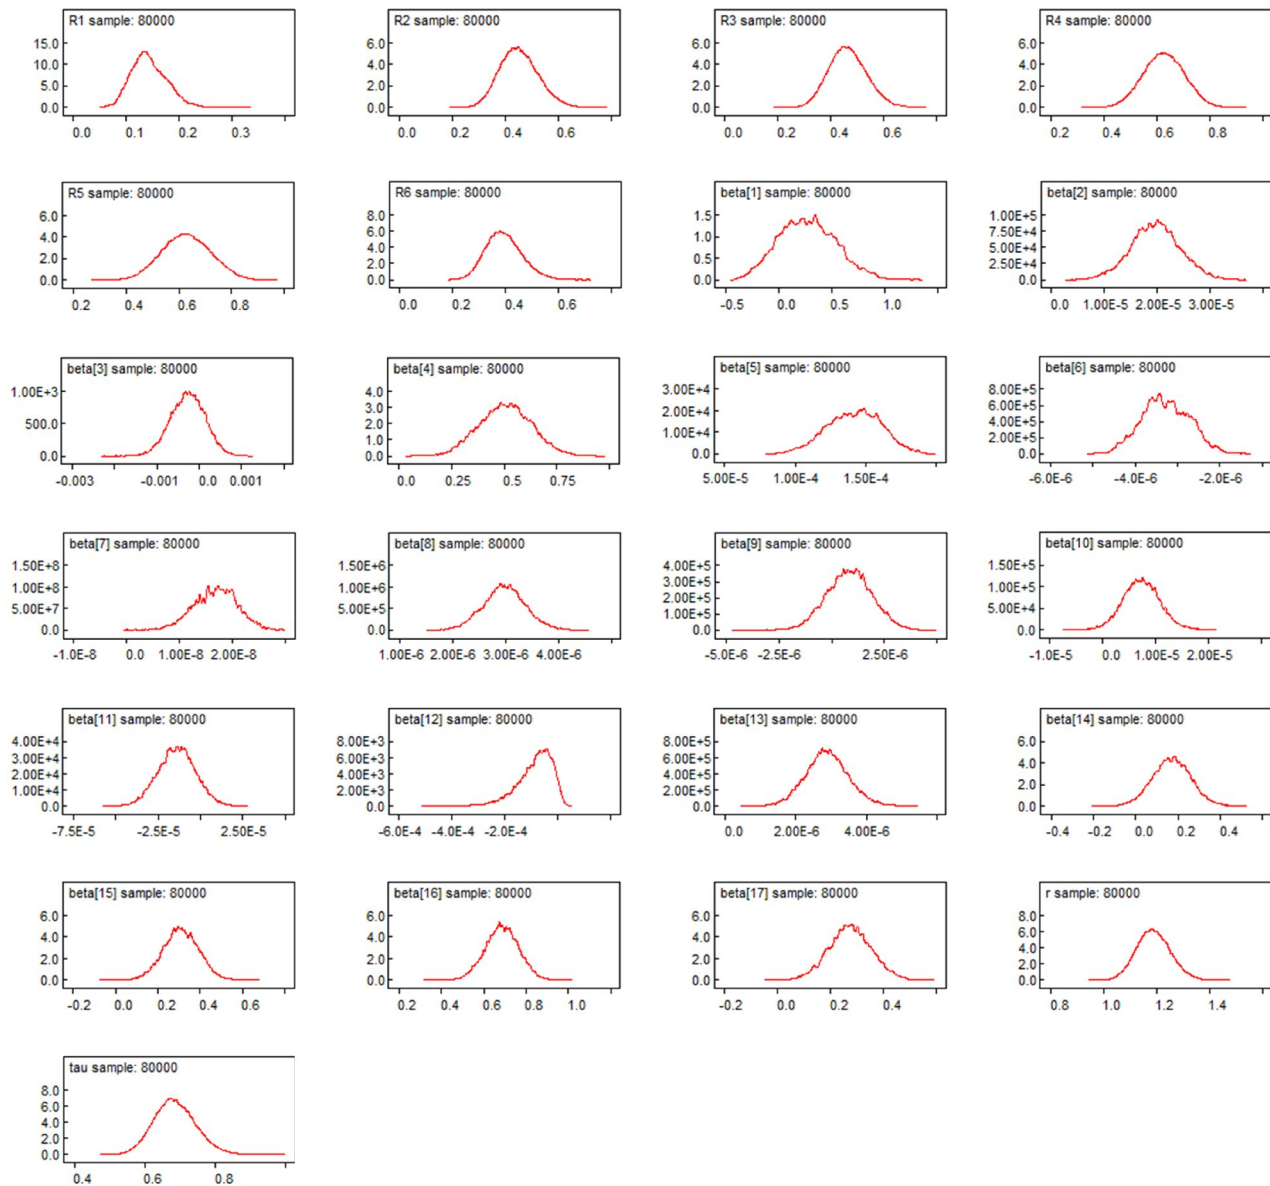 R1 sample: 80000
15.0
10.0
5.0
0.0
0.0 0.1 0.2 0.3
R2 sample: 80000
6.0
4.0
2.0
0.0
0.0 0.2 0.4 0.6
R3 sample: 80000
6.0
4.0
2.0
0.0
0.0 0.2 0.4 0.6
R4 sample: 80000
6.0
4.0
2.0
0.0
0.2 0.4 0.6 0.8
R5 sample: 80000
6.0
4.0
2.0
0.0
0.2 0.4 0.6 0.8
R6 sample: 80000
8.0
6.0
4.0
2.0
0.0
0.0 0.2 0.4 0.6
beta[1] sample: 80000
1.5
1.0
0.5
0.0
-0.5 0.0 0.5 1.0
beta[2] sample: 80000
1.00E+5
7.50E+4
5.00E+4
2.50E+4
0.0
0.0 1.00E-5 2.00E-5 3.00E-5
beta[3] sample: 80000
1.00E+3
500.0
0.0
-0.003 -0.001 0.0 0.001
beta[4] sample: 80000
4.0
3.0
2.0
1.0
0.0
0.0 0.25 0.5 0.75
beta[5] sample: 80000
3.00E+4
2.00E+4
1.00E+4
0.0
5.00E-5 1.00E-4 1.50E-4
beta[6] sample: 80000
8.00E+5
6.00E+5
4.00E+5
2.00E+5
0.0
-6.0E-6 -4.0E-6 -2.0E-6
beta[7] sample: 80000
1.50E+8
1.00E+8
5.00E+7
0.0
-1.0E-8 0.0 1.00E-8 2.00E-8
beta[8] sample: 80000
1.50E+6
1.00E+6
5.00E+5
0.0
1.00E-6 2.00E-6 3.00E-6 4.00E-6
beta[9] sample: 80000
4.00E+5
3.00E+5
2.00E+5
1.00E+5
0.0
-5.0E-6 -2.5E-6 2.50E-6
beta[10] sample: 80000
1.50E+5
1.00E+5
5.00E+4
0.0
-1.0E-5 0.0 1.00E-5 2.00E-5
beta[11] sample: 80000
4.00E+4
3.00E+4
2.00E+4
1.00E+4
0.0
-7.5E-5 -2.5E-5 2.50E-5
beta[12] sample: 80000
8.00E+3
6.00E+3
4.00E+3
2.00E+3
0.0
-6.0E-4 -4.0E-4 -2.0E-4
beta[13] sample: 80000
8.00E+5
6.00E+5
4.00E+5
2.00E+5
0.0
0.0 2.00E-6 4.00E-6
beta[14] sample: 80000
6.0
4.0
2.0
0.0
-0.4 -0.2 0.0 0.2 0.4
beta[15] sample: 80000
6.0
4.0
2.0
0.0
-0.2 0.0 0.2 0.4 0.6
beta[16] sample: 80000
6.0
4.0
2.0
0.0
0.2 0.4 0.6 0.8 1.0
beta[17] sample: 80000
6.0
4.0
2.0
0.0
-0.2 0.0 0.2 0.4
r sample: 80000
8.0
6.0
4.0
2.0
0.0
0.8 1.0 1.2 1.4
tau sample: 80000
8.0
6.0
4.0
2.0
0.0
0.4 0.6 0.8